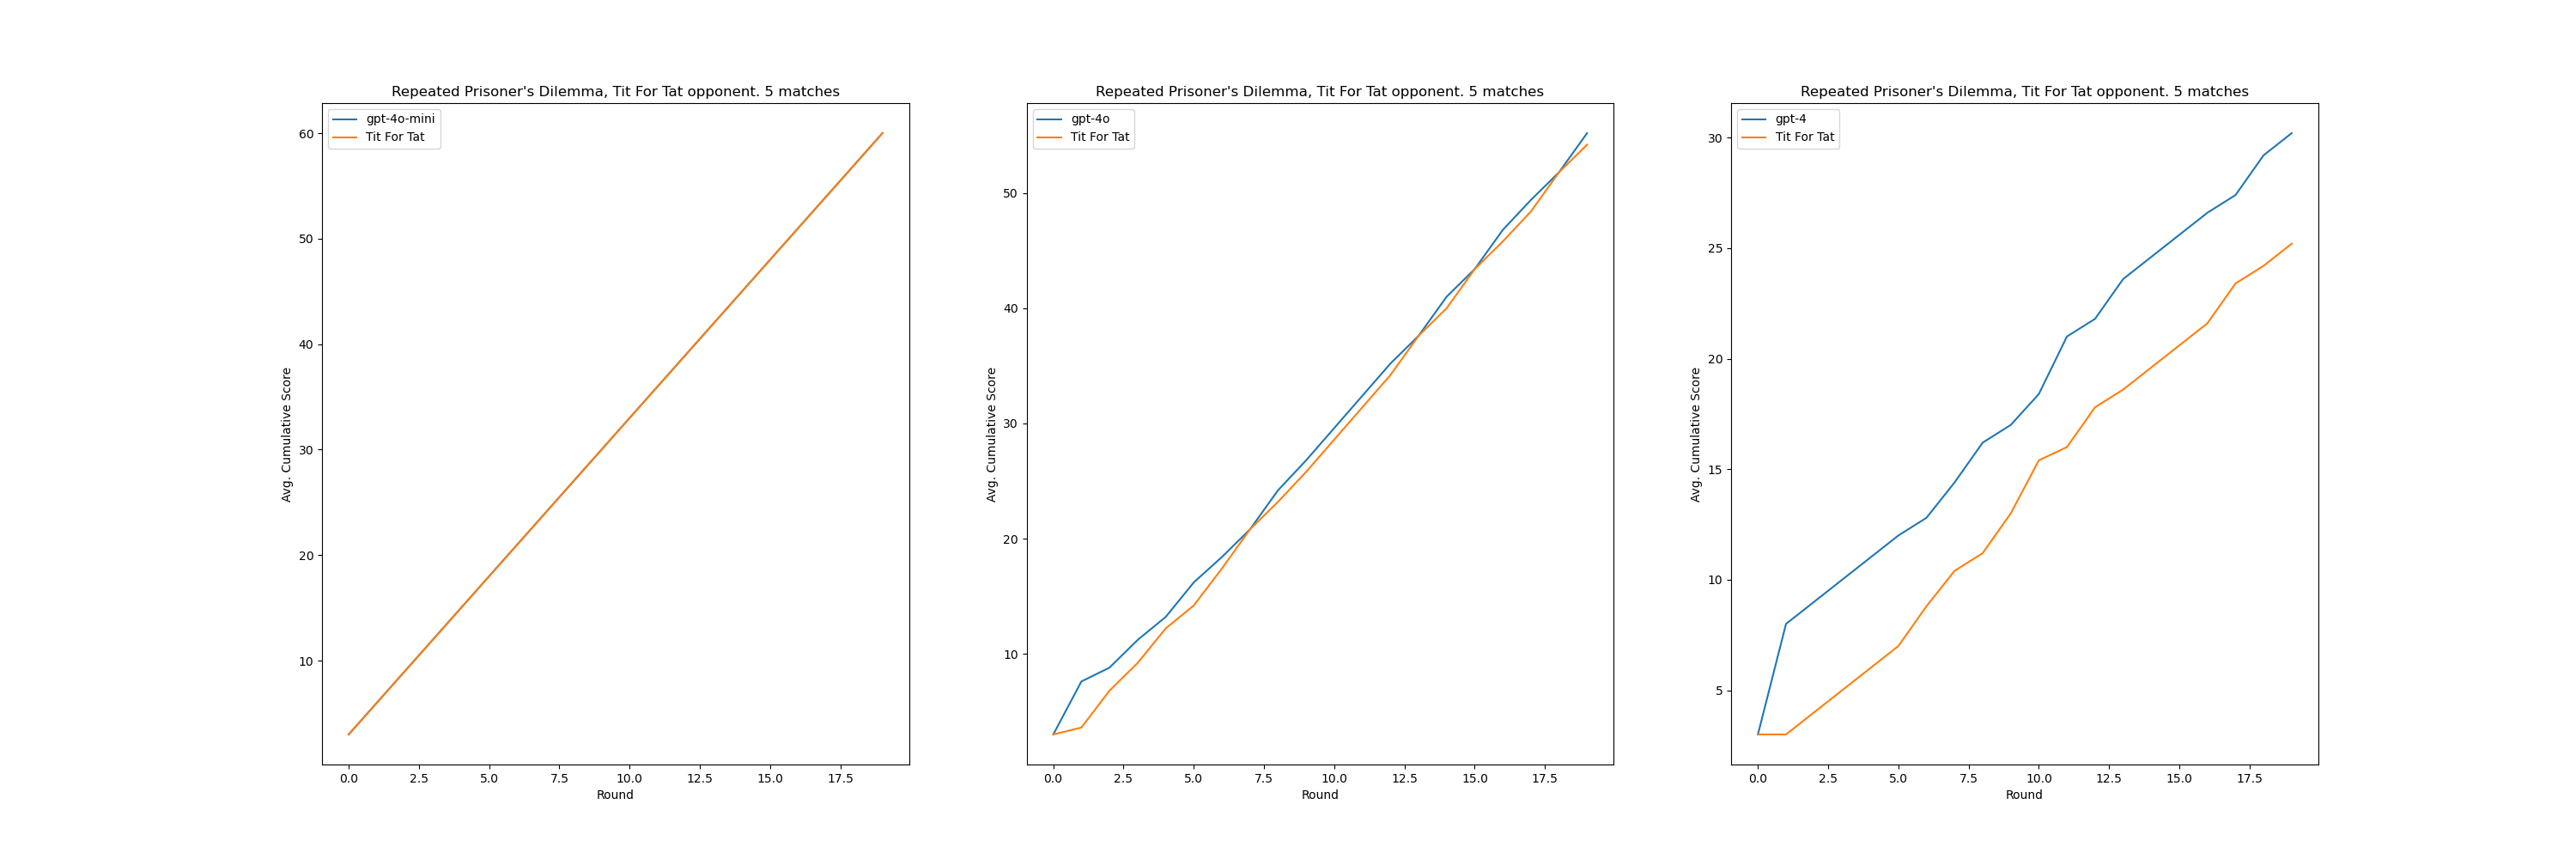 Repeated Prisoner's Dilemma, Tit For Tat opponent. 5 matches
gpt-4o-mini
Tit For Tat
60
50
40
30
20
10
Avg. Cumulative Score
0.0 2.5 5.0 7.5 10.0 12.5 15.0 17.5
Round
Repeated Prisoner's Dilemma, Tit For Tat opponent. 5 matches
gpt-4o
Tit For Tat
50
40
30
20
10
Avg. Cumulative Score
0.0 2.5 5.0 7.5 10.0 12.5 15.0 17.5
Round
Repeated Prisoner's Dilemma, Tit For Tat opponent. 5 matches
gpt-4
Tit For Tat
30
25
20
15
10
5
Avg. Cumulative Score
0.0 2.5 5.0 7.5 10.0 12.5 15.0 17.5
Round